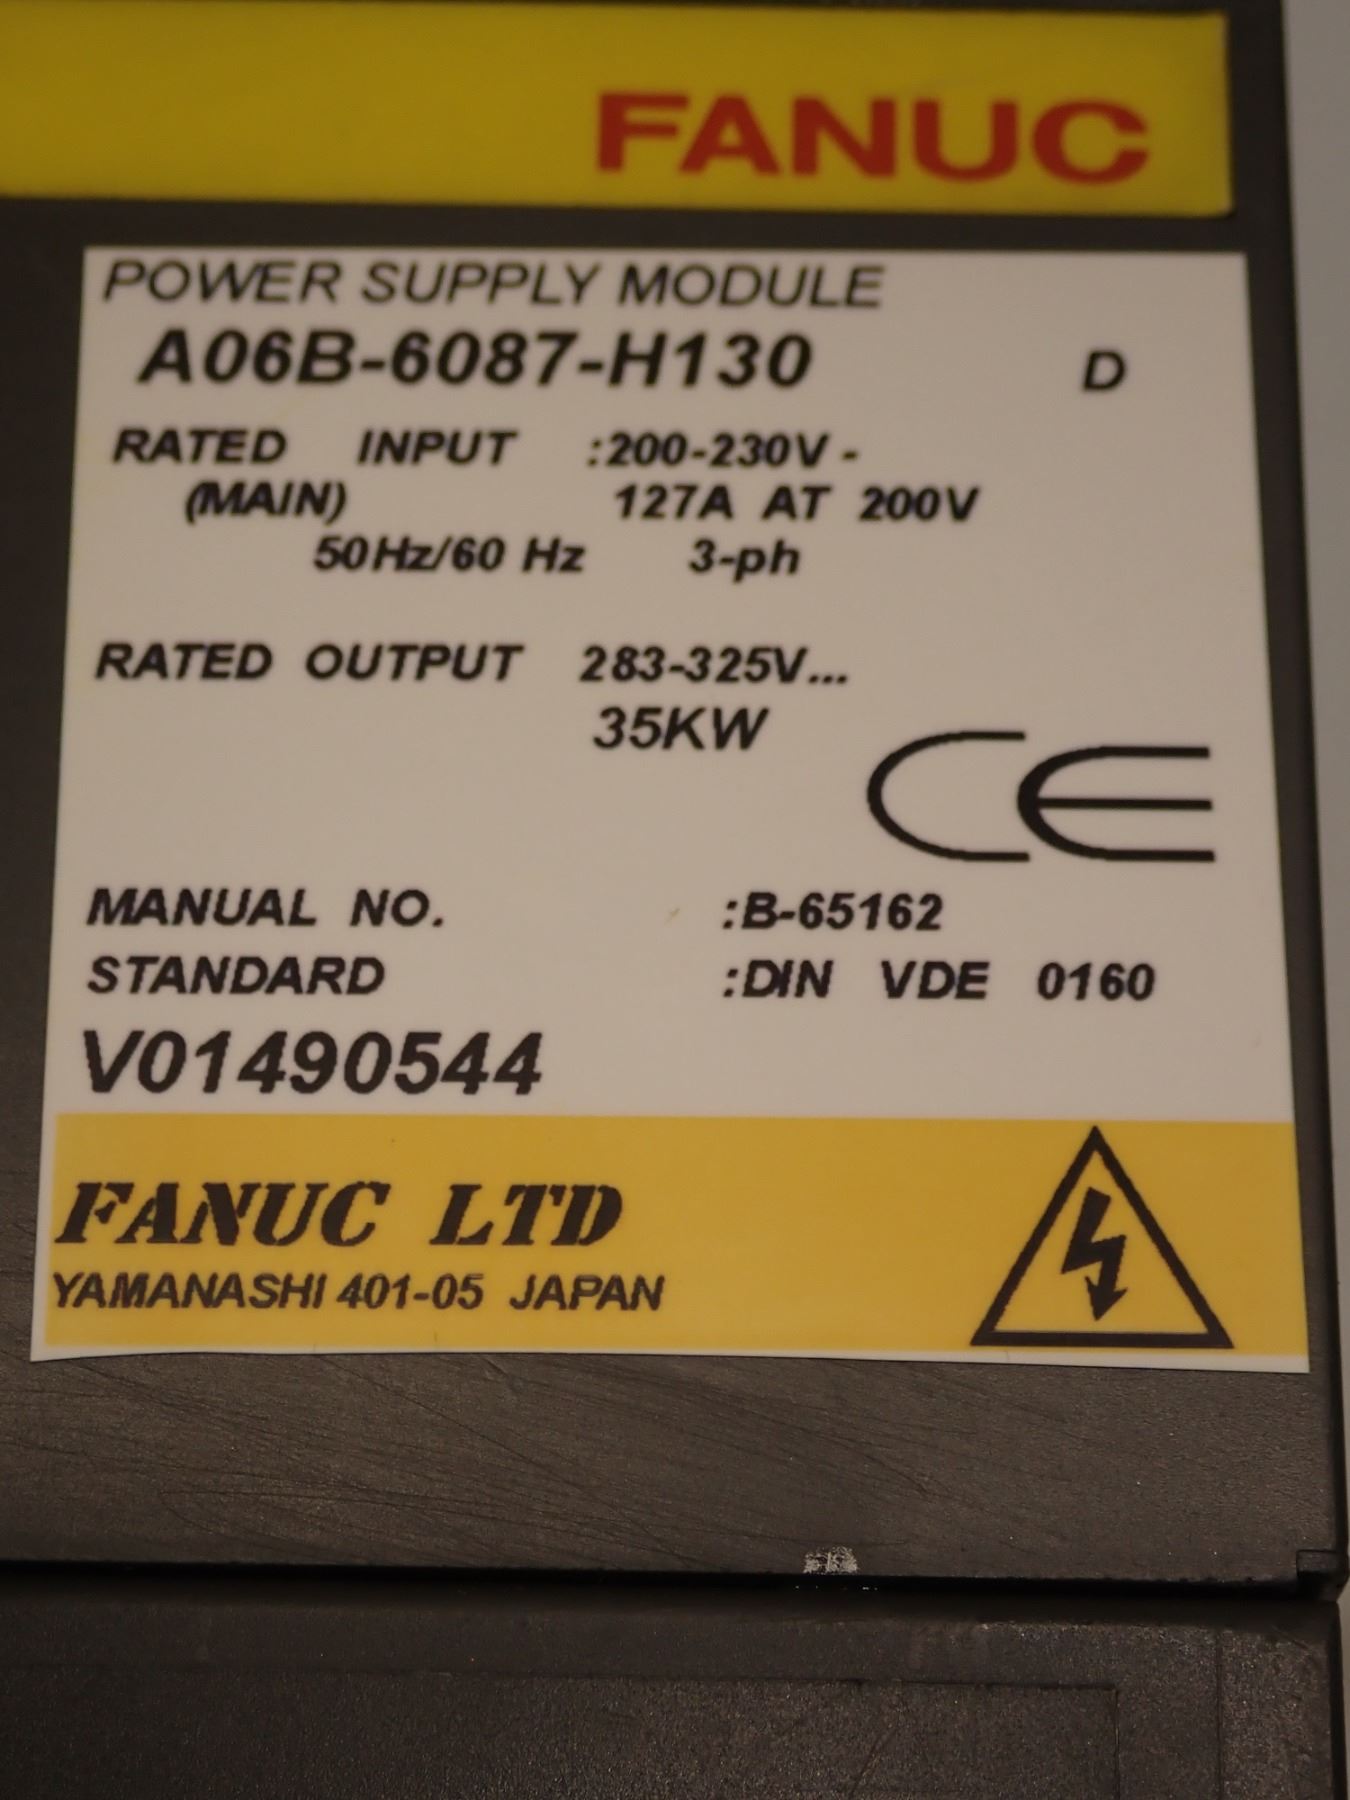 FANUC
POWER SUPPLY MODULE
A06B-6087-H130 D
RATED INPUT :200-230V -
(MAIN) 127A AT 200V
50Hz/60 Hz 3-ph
RATED OUTPUT 283-325V...
35KW
CE
MANUAL NO. :B-65162
STANDARD :DIN VDE 0160
V01490544
FANUC LTD
YAMANASHI 401-05 JAPAN